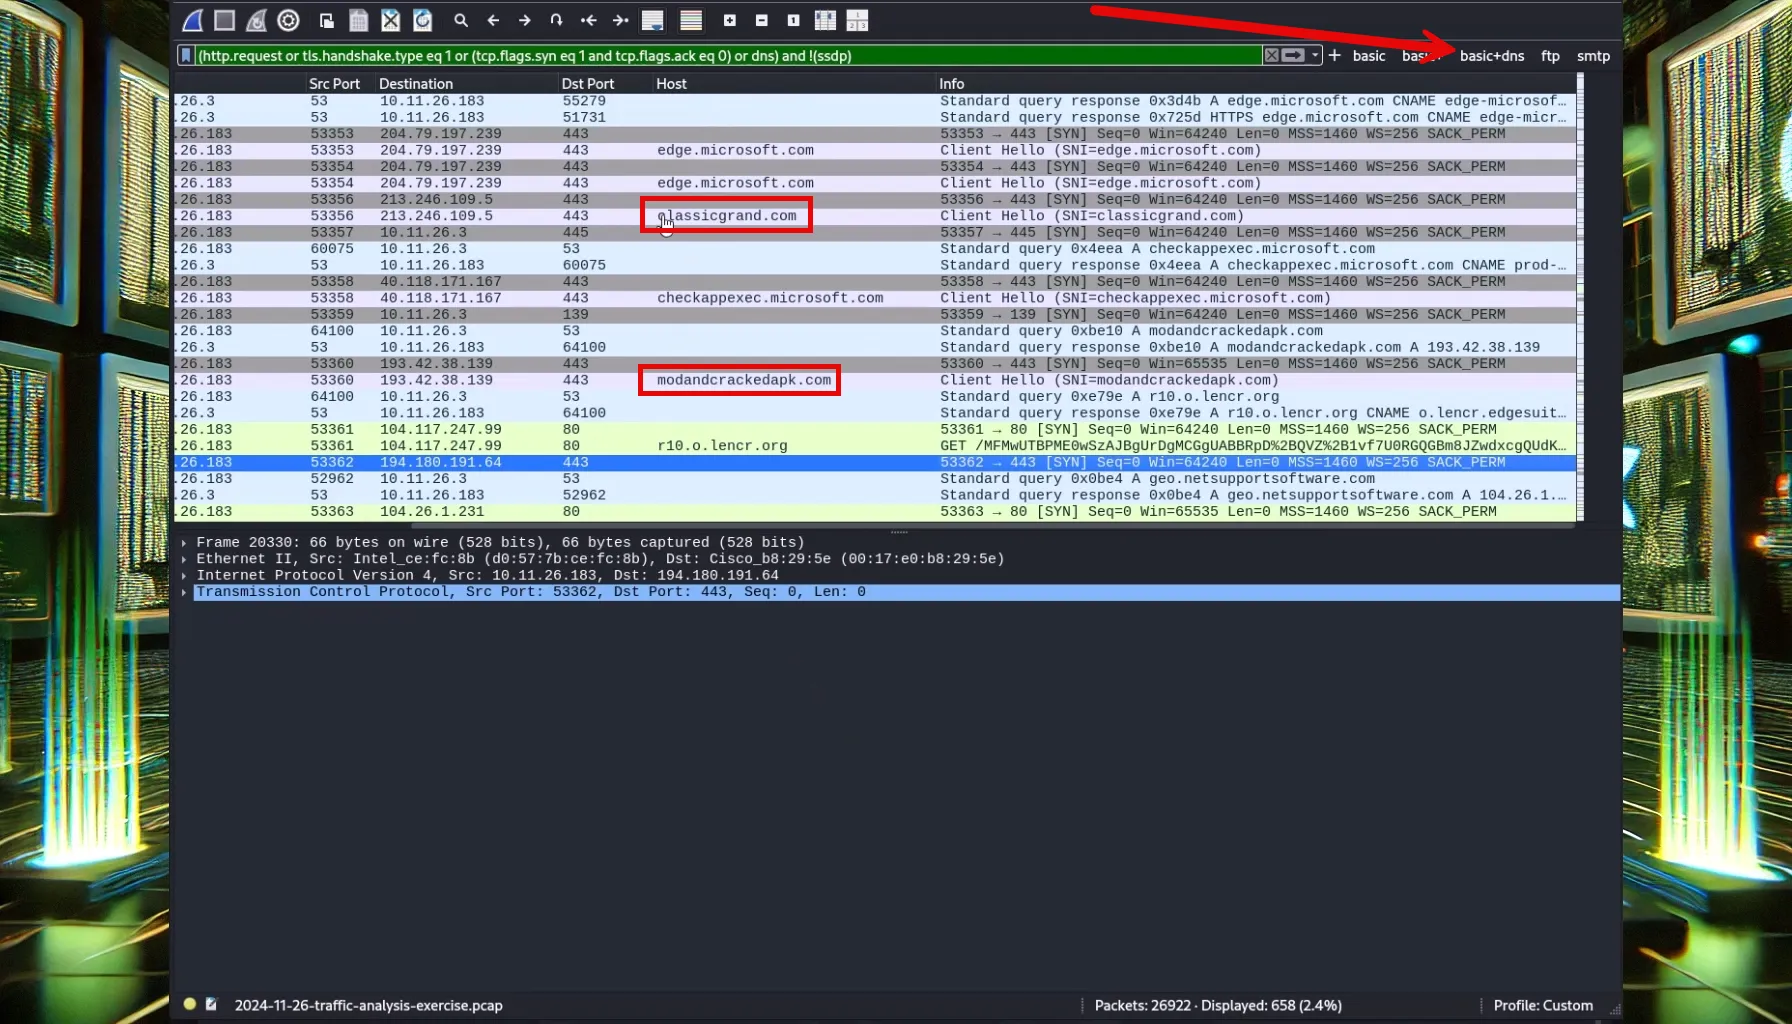 (http.request or tls.handshake.type eq 1 or (tcp.flags.syn eq 1 and tcp.flags.ack eq 0) or dns) and !(ssdp) + basic basic+ basic+dns ftp smtp
Src Port Destination Dst Port Host Info
.26.3 53 10.11.26.183 55279 Standard query response 0x3d4b A edge.microsoft.com CNAME edge-microsof…
.26.3 53 10.11.26.183 51731 Standard query response 0x725d HTTPS edge.microsoft.com CNAME edge-micr…
.26.183 53353 204.79.197.239 443 53353 → 443 [SYN] Seq=0 Win=64240 Len=0 MSS=1460 WS=256 SACK_PERM
.26.183 53353 204.79.197.239 443 edge.microsoft.com Client Hello (SNI=edge.microsoft.com)
.26.183 53354 204.79.197.239 443 53354 → 443 [SYN] Seq=0 Win=64240 Len=0 MSS=1460 WS=256 SACK_PERM
.26.183 53354 204.79.197.239 443 edge.microsoft.com Client Hello (SNI=edge.microsoft.com)
.26.183 53356 213.246.109.5 443 53356 → 443 [SYN] Seq=0 Win=64240 Len=0 MSS=1460 WS=256 SACK_PERM
.26.183 53356 213.246.109.5 443 classicgrand.com Client Hello (SNI=classicgrand.com)
.26.183 53357 10.11.26.3 445 53357 → 445 [SYN] Seq=0 Win=64240 Len=0 MSS=1460 WS=256 SACK_PERM
.26.183 60075 10.11.26.3 53 Standard query 0x4eea A checkappexec.microsoft.com
.26.3 53 10.11.26.183 60075 Standard query response 0x4eea A checkappexec.microsoft.com CNAME prod-…
.26.183 53358 40.118.171.167 443 53358 → 443 [SYN] Seq=0 Win=64240 Len=0 MSS=1460 WS=256 SACK_PERM
.26.183 53358 40.118.171.167 443 checkappexec.microsoft.com Client Hello (SNI=checkappexec.microsoft.com)
.26.183 53359 10.11.26.3 139 53359 → 139 [SYN] Seq=0 Win=64240 Len=0 MSS=1460 WS=256 SACK_PERM
.26.183 64100 10.11.26.3 53 Standard query 0xbe10 A modandcrackedapk.com
.26.3 53 10.11.26.183 64100 Standard query response 0xbe10 A modandcrackedapk.com A 193.42.38.139
.26.183 53360 193.42.38.139 443 53360 → 443 [SYN] Seq=0 Win=65535 Len=0 MSS=1460 WS=256 SACK_PERM
.26.183 53360 193.42.38.139 443 modandcrackedapk.com Client Hello (SNI=modandcrackedapk.com)
.26.183 64100 10.11.26.3 53 Standard query 0xe79e A r10.o.lencr.org
.26.3 53 10.11.26.183 64100 Standard query response 0xe79e A r10.o.lencr.org CNAME o.lencr.edgesuit…
.26.183 53361 104.117.247.99 80 53361 → 80 [SYN] Seq=0 Win=64240 Len=0 MSS=1460 WS=256 SACK_PERM
.26.183 53361 104.117.247.99 80 r10.o.lencr.org GET /MFMwUTBPME0wSzAJBgUrDgMCGgUABBRpD%2BQVZ%2B1vf7U0RGQGBm8JZwdxcgQUdK…
.26.183 53362 194.180.191.64 443 53362 → 443 [SYN] Seq=0 Win=64240 Len=0 MSS=1460 WS=256 SACK_PERM
.26.183 52962 10.11.26.3 53 Standard query 0x0be4 A geo.netsupportsoftware.com
.26.3 53 10.11.26.183 52962 Standard query response 0x0be4 A geo.netsupportsoftware.com A 104.26.1.…
.26.183 53363 104.26.1.231 80 53363 → 80 [SYN] Seq=0 Win=65535 Len=0 MSS=1460 WS=256 SACK_PERM
Frame 20330: 66 bytes on wire (528 bits), 66 bytes captured (528 bits)
Ethernet II, Src: Intel_ce:fc:8b (d0:57:7b:ce:fc:8b), Dst: Cisco_b8:29:5e (00:17:e0:b8:29:5e)
Internet Protocol Version 4, Src: 10.11.26.183, Dst: 194.180.191.64
Transmission Control Protocol, Src Port: 53362, Dst Port: 443, Seq: 0, Len: 0
2024-11-26-traffic-analysis-exercise.pcap Packets: 26922 · Displayed: 658 (2.4%) Profile: Custom